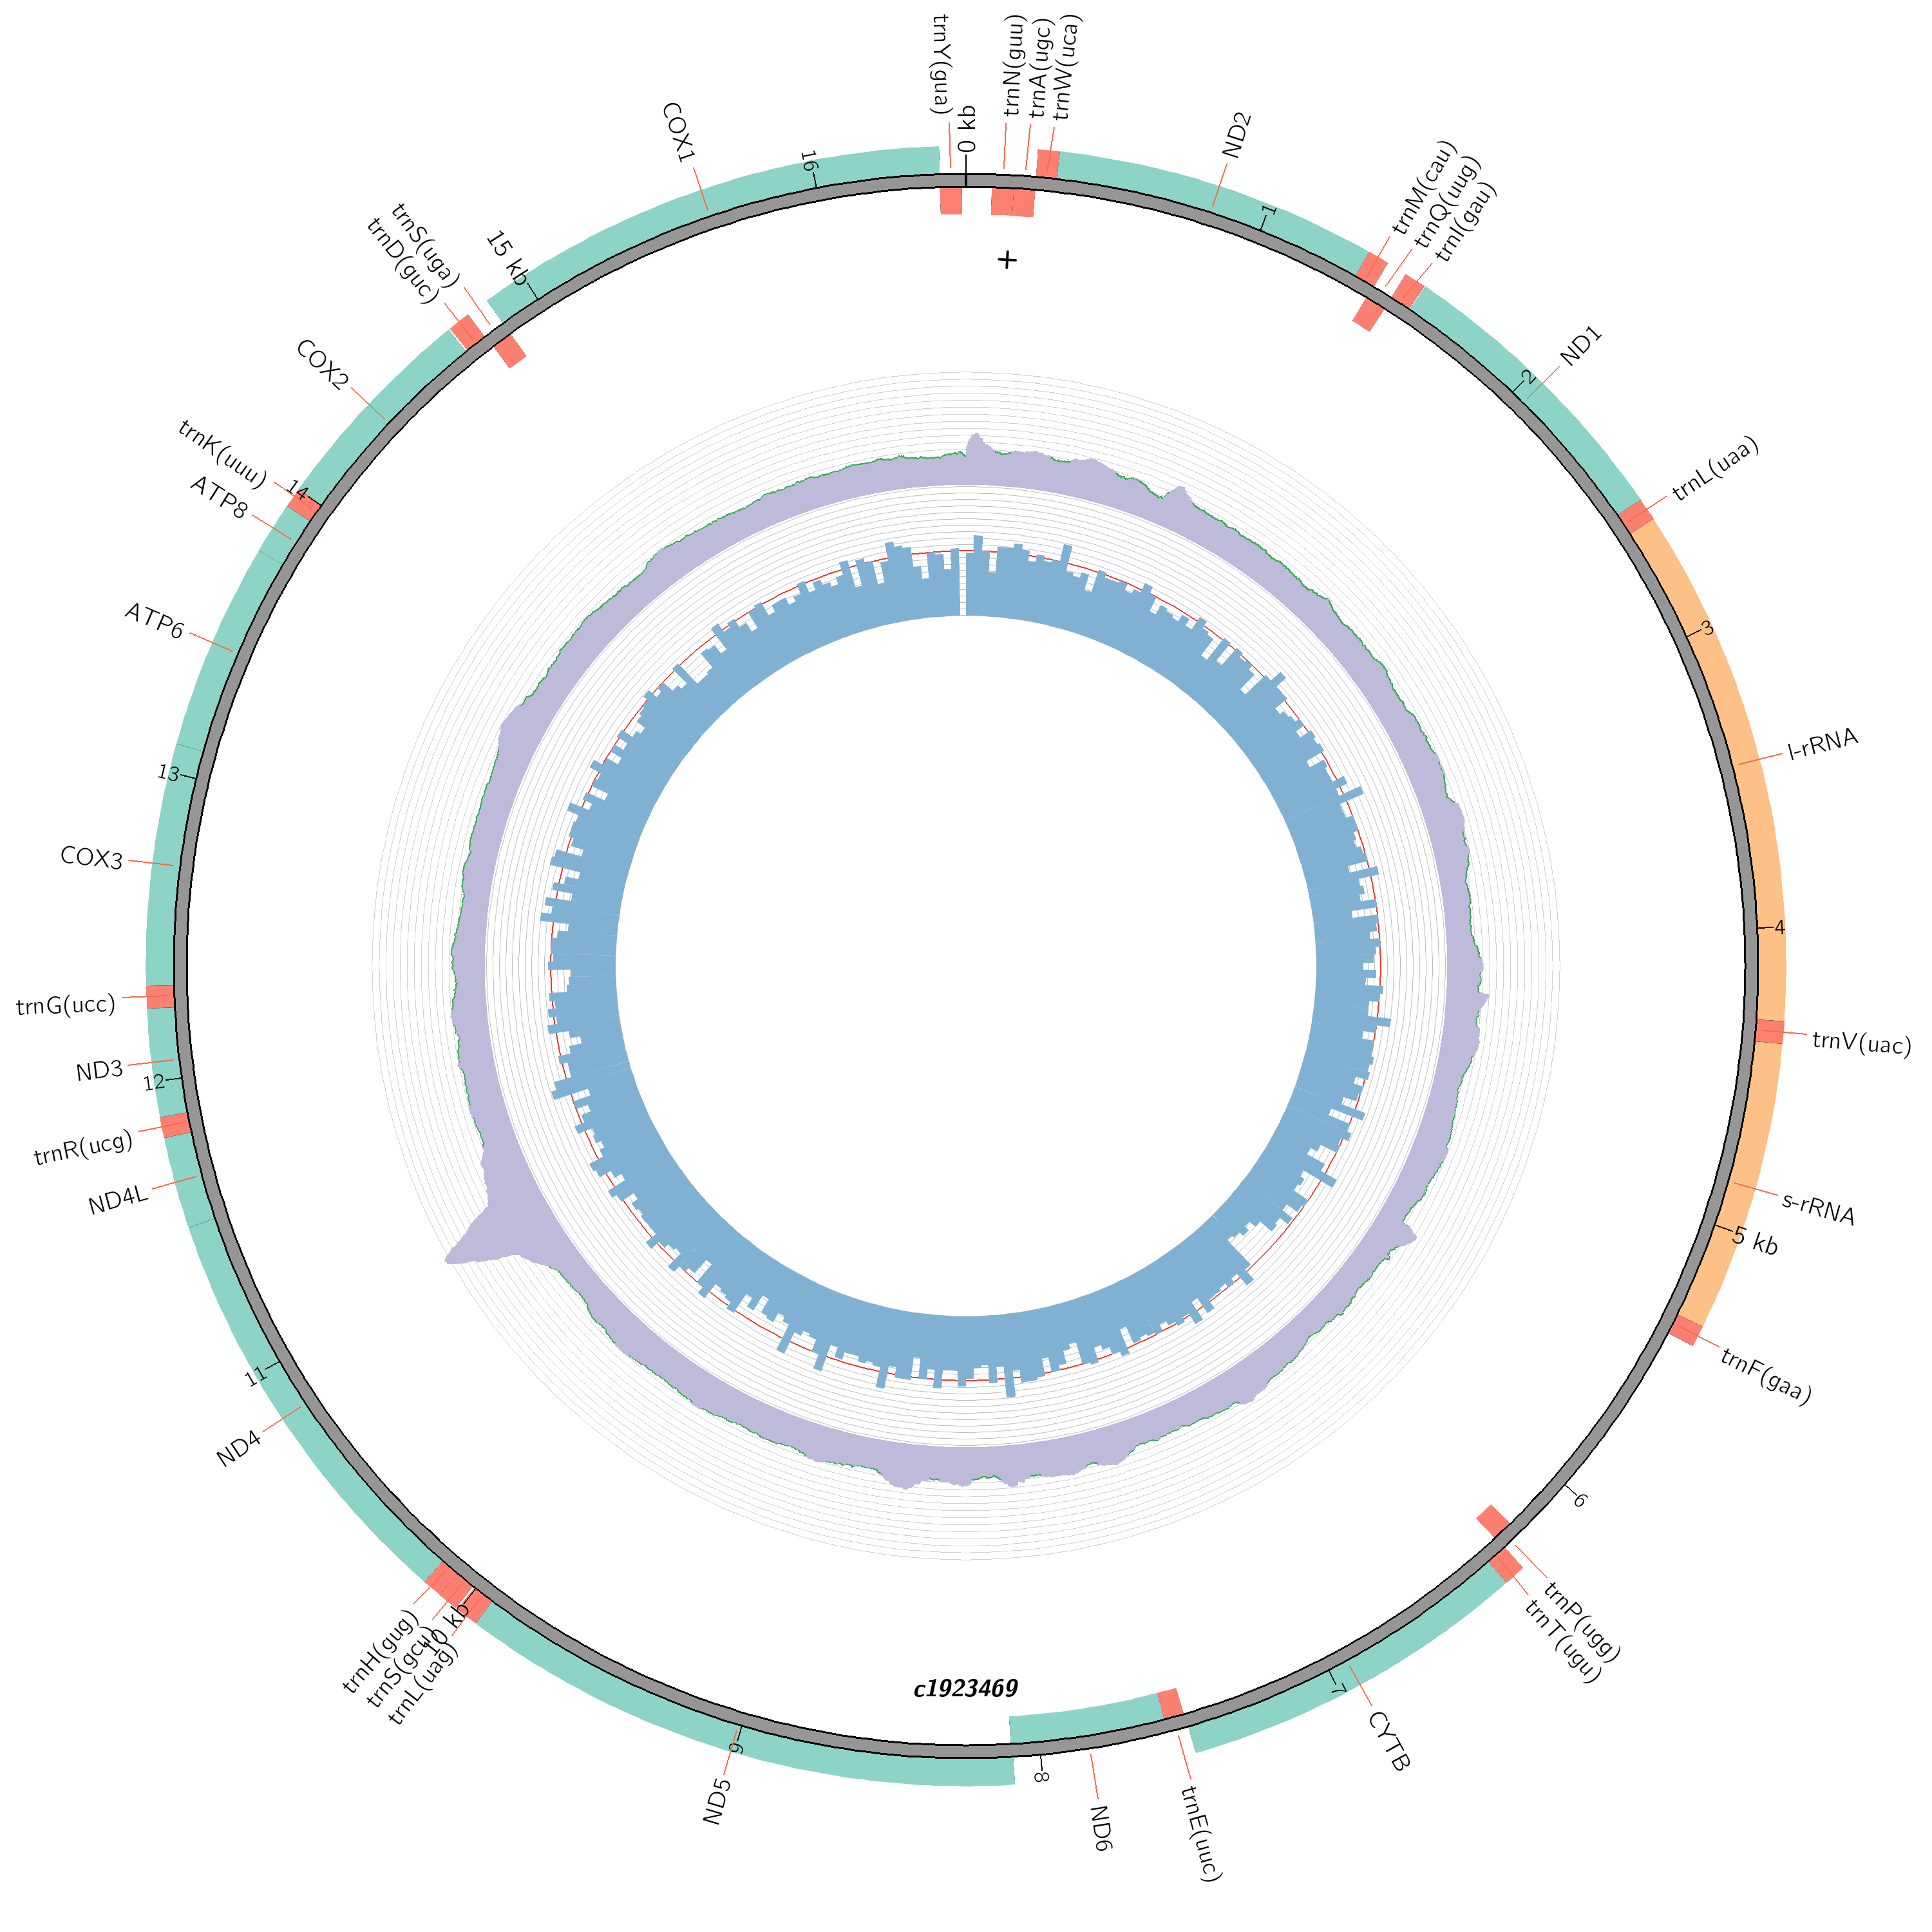 0 kb
trnN(guu)
trnA(ugc)
trnW(uca)
ND2
1
trnM(cau)
trnQ(uug)
trnI(gau)
2
ND1
trnL(uaa)
3
l-rRNA
4
trnV(uac)
s-rRNA
5 kb
trnF(gaa)
6
trnP(ugg)
trnT(ugu)
7
CYTB
trnE(uuc)
ND6
8
9
ND5
10 kb
trnL(uag)
trnS(gcu)
trnH(gug)
ND4
11
ND4L
trnR(ucg)
12
ND3
trnG(ucc)
COX3
13
ATP6
ATP8
14
trnK(uuu)
COX2
trnD(guc)
trnS(uga)
15 kb
COX1
16
trnY(gua)
+
c1923469